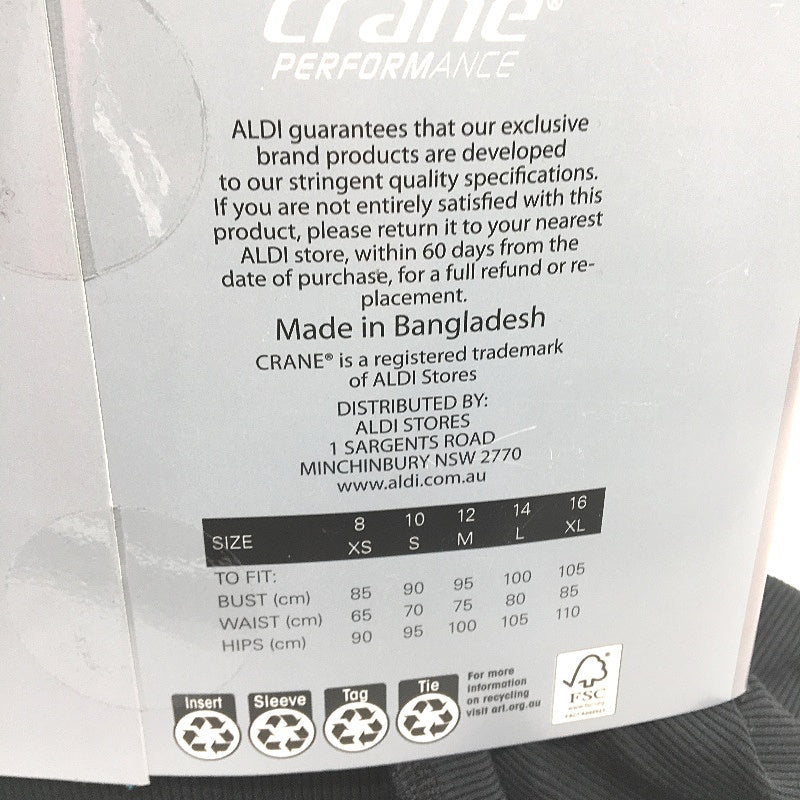 crane®
PERFORMANCE
ALDI guarantees that our exclusive
brand products are developed
to our stringent quality specifications.
If you are not entirely satisfied with this
product, please return it to your nearest
ALDI store, within 60 days from the
date of purchase, for a full refund or re-
placement.
Made in Bangladesh
CRANE® is a registered trademark
of ALDI Stores
DISTRIBUTED BY:
ALDI STORES
1 SARGENTS ROAD
MINCHINBURY NSW 2770
www.aldi.com.au
SIZE 8 10 12 14 16
XS S M L XL
TO FIT:
BUST (cm) 85 90 95 100 105
WAIST (cm) 65 70 75 80 85
HIPS (cm) 90 95 100 105 110
Insert Sleeve Tag Tie
For more
information
on recycling
visit art.org.au
FSC
www.fsc.org